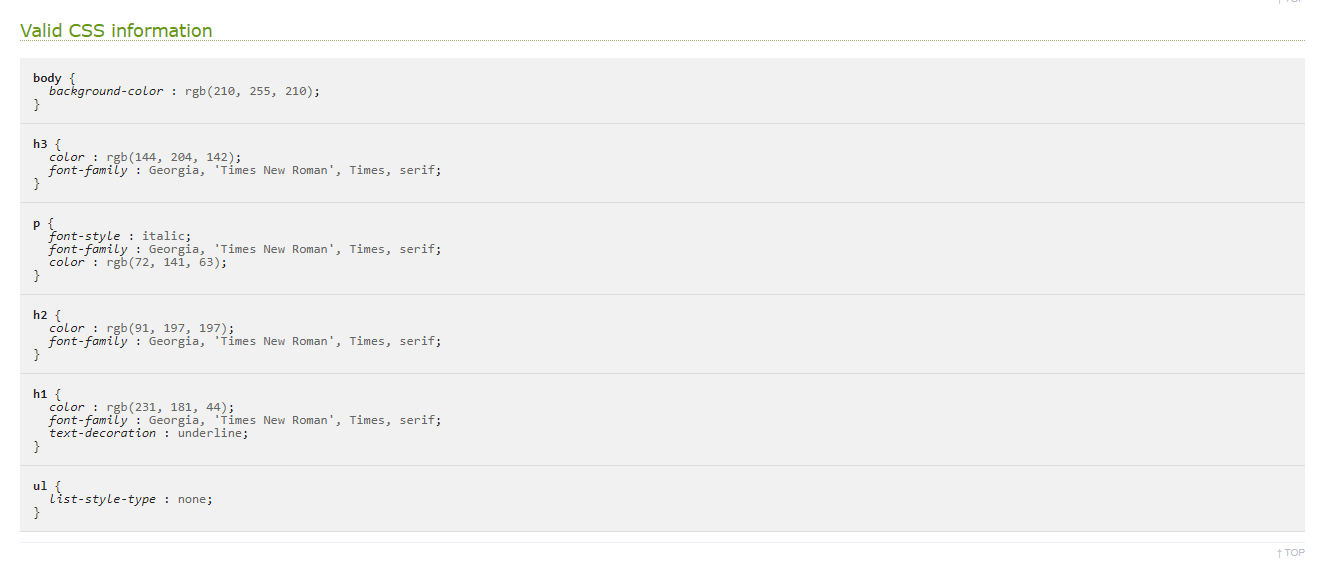 ↑ TOP
Valid CSS information
body {
background-color : rgb(210, 255, 210);
}
h3 {
color : rgb(144, 204, 142);
font-family : Georgia, 'Times New Roman', Times, serif;
}
p {
font-style : italic;
font-family : Georgia, 'Times New Roman', Times, serif;
color : rgb(72, 141, 63);
}
h2 {
color : rgb(91, 197, 197);
font-family : Georgia, 'Times New Roman', Times, serif;
}
h1 {
color : rgb(231, 181, 44);
font-family : Georgia, 'Times New Roman', Times, serif;
text-decoration : underline;
}
ul {
list-style-type : none;
}
↑ TOP